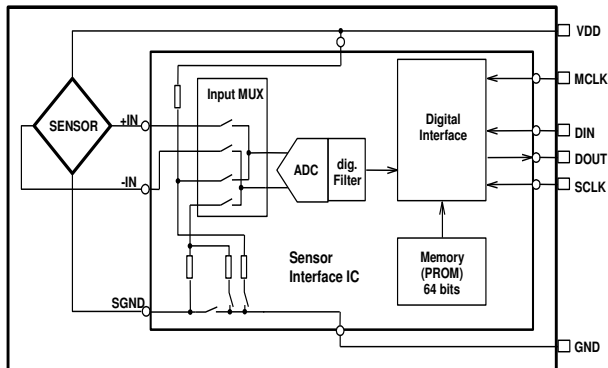 VDD
MCLK
DIN
DOUT
SCLK
GND
SENSOR
+IN
-IN
SGND
Input MUX
ADC
dig.
Filter
Digital
Interface
Memory
(PROM)
64 bits
Sensor
Interface IC